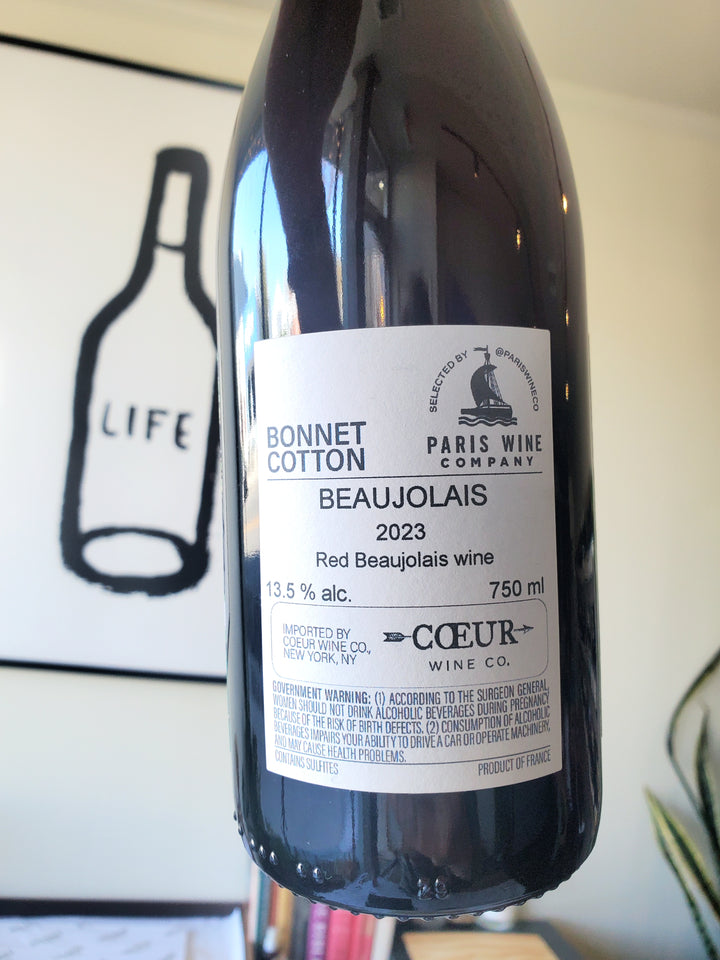 LIFE
SELECTED BY @PARISWINECO
BONNET
COTTON
PARIS WINE
COMPANY
BEAUJOLAIS
2023
Red Beaujolais wine
13.5 % alc. 750 ml
IMPORTED BY
COEUR WINE CO.,
NEW YORK, NY
CŒUR
WINE CO.
GOVERNMENT WARNING: (1) ACCORDING TO THE SURGEON GENERAL,
WOMEN SHOULD NOT DRINK ALCOHOLIC BEVERAGES DURING PREGNANCY
BECAUSE OF THE RISK OF BIRTH DEFECTS. (2) CONSUMPTION OF ALCOHOLIC
BEVERAGES IMPAIRS YOUR ABILITY TO DRIVE A CAR OR OPERATE MACHINERY,
AND MAY CAUSE HEALTH PROBLEMS.
CONTAINS SULFITES PRODUCT OF FRANCE